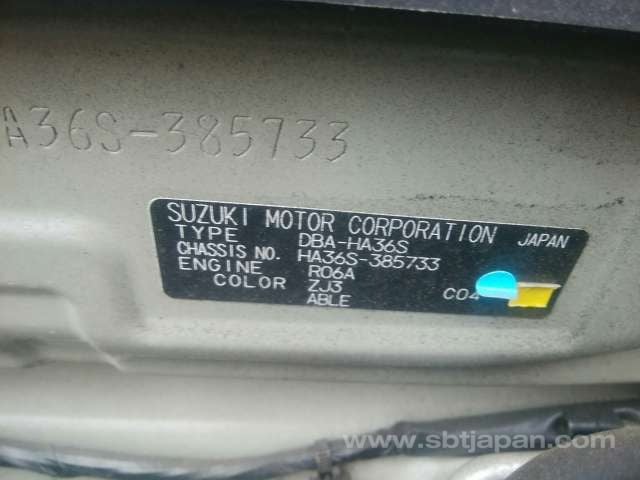 A36S-385733
SUZUKI MOTOR CORPORATION JAPAN
TYPE DBA-HA36S
CHASSIS NO. HA36S-385733
ENGINE R06A
COLOR ZJ3
ABLE CO4
www.sbtjapan.com